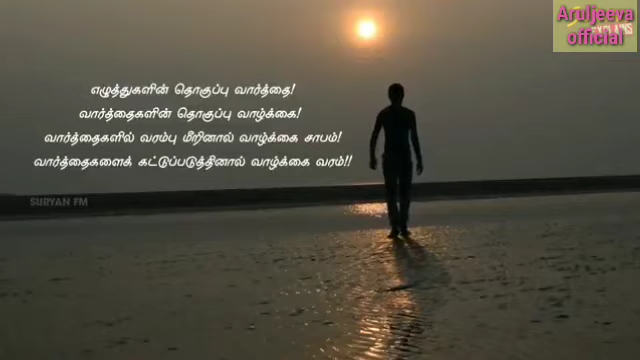 Aruljeeva
official
எழுத்துகளின் தொகுப்பு வார்த்தை!
வார்த்தைகளின் தொகுப்பு வாழ்க்கை!
வார்த்தைகளில் வரம்பு மீறினால் வாழ்க்கை சாபம்!
வார்த்தைகளைக் கட்டுப்படுத்தினால் வாழ்க்கை வரம்!!
SURYAN FM